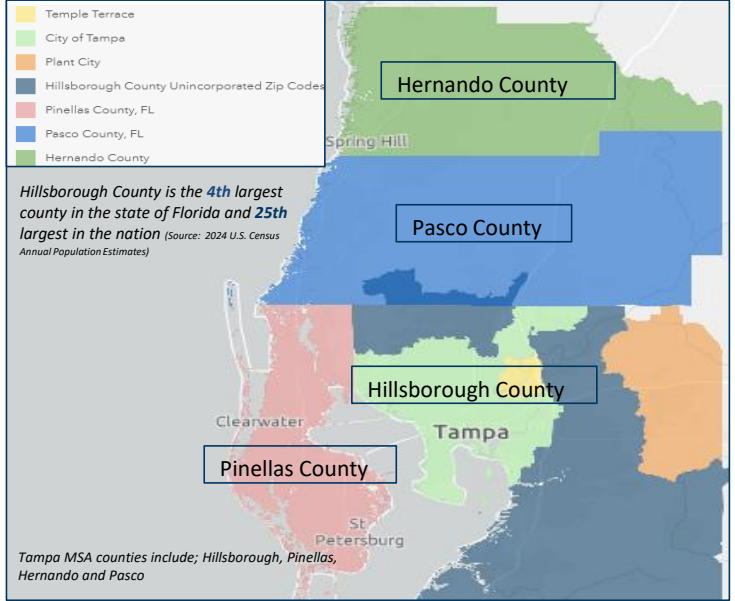 Temple Terrace
City of Tampa
Plant City
Hillsborough County Unincorporated Zip Codes
Pinellas County, FL
Pasco County, FL
Hernando County
Hernando County
Spring Hill
Hillsborough County is the 4th largest
county in the state of Florida and 25th
largest in the nation (Source: 2024 U.S. Census
Annual Population Estimates)
Pasco County
Hillsborough County
Clearwater
Tampa
Pinellas County
St
Petersburg
Tampa MSA counties include; Hillsborough, Pinellas,
Hernando and Pasco